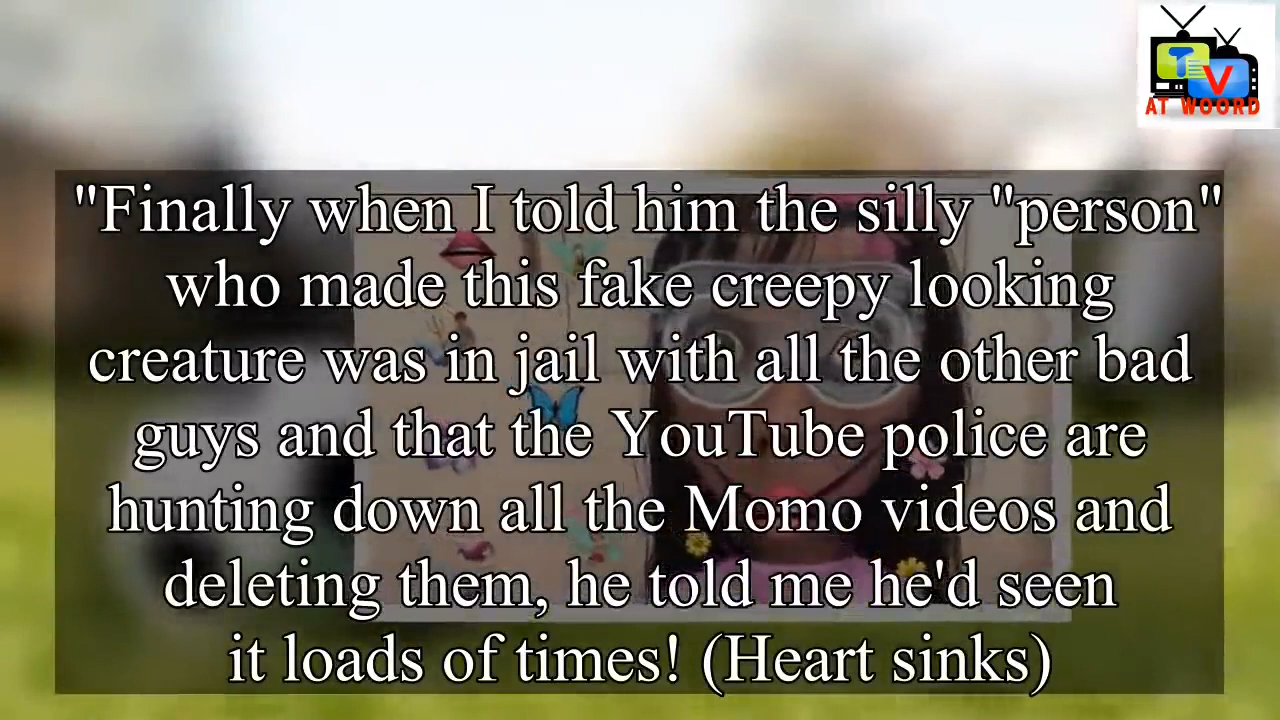 TV
AT WOORD
"Finally when I told him the silly "person"
who made this fake creepy looking
creature was in jail with all the other bad
guys and that the YouTube police are
hunting down all the Momo videos and
deleting them, he told me he'd seen
it loads of times! (Heart sinks)